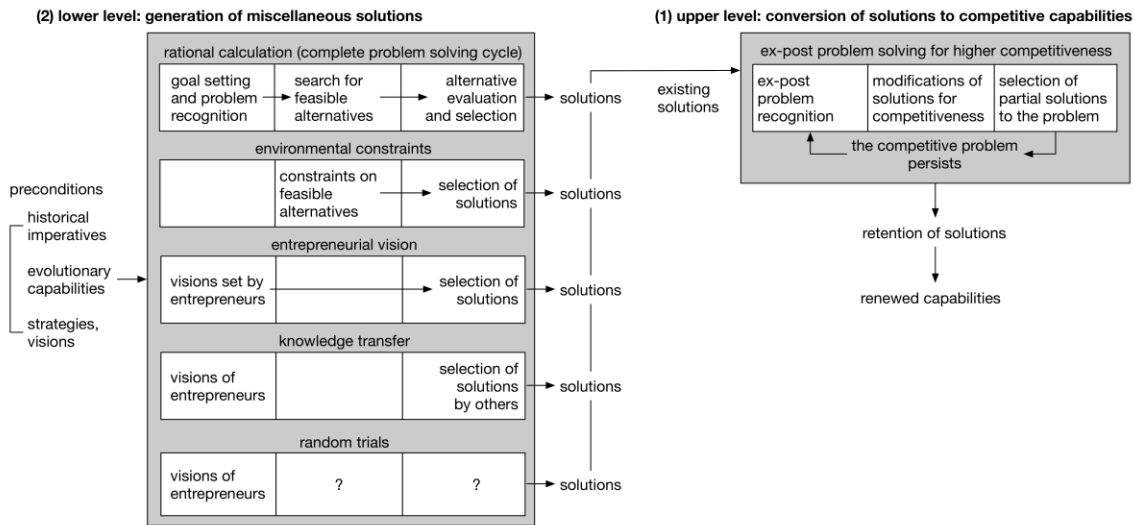 (2) lower level: generation of miscellaneous solutions
rational calculation (complete problem solving cycle)
goal setting
and problem
recognition
search for
feasible
alternatives
alternative
evaluation
and selection
solutions
environmental constraints
constraints on
feasible
alternatives
selection of
solutions
solutions
preconditions
historical
imperatives
evolutionary
capabilities
strategies,
visions
entrepreneurial vision
visions set by
entrepreneurs
selection of
solutions
solutions
knowledge transfer
visions of
entrepreneurs
selection of
solutions
by others
solutions
random trials
visions of
entrepreneurs
?
?
solutions
existing
solutions
(1) upper level: conversion of solutions to competitive capabilities
ex-post problem solving for higher competitiveness
ex-post
problem
recognition
modifications of
solutions for
competitiveness
selection of
partial solutions
to the problem
the competitive problem
persists
retention of solutions
renewed capabilities